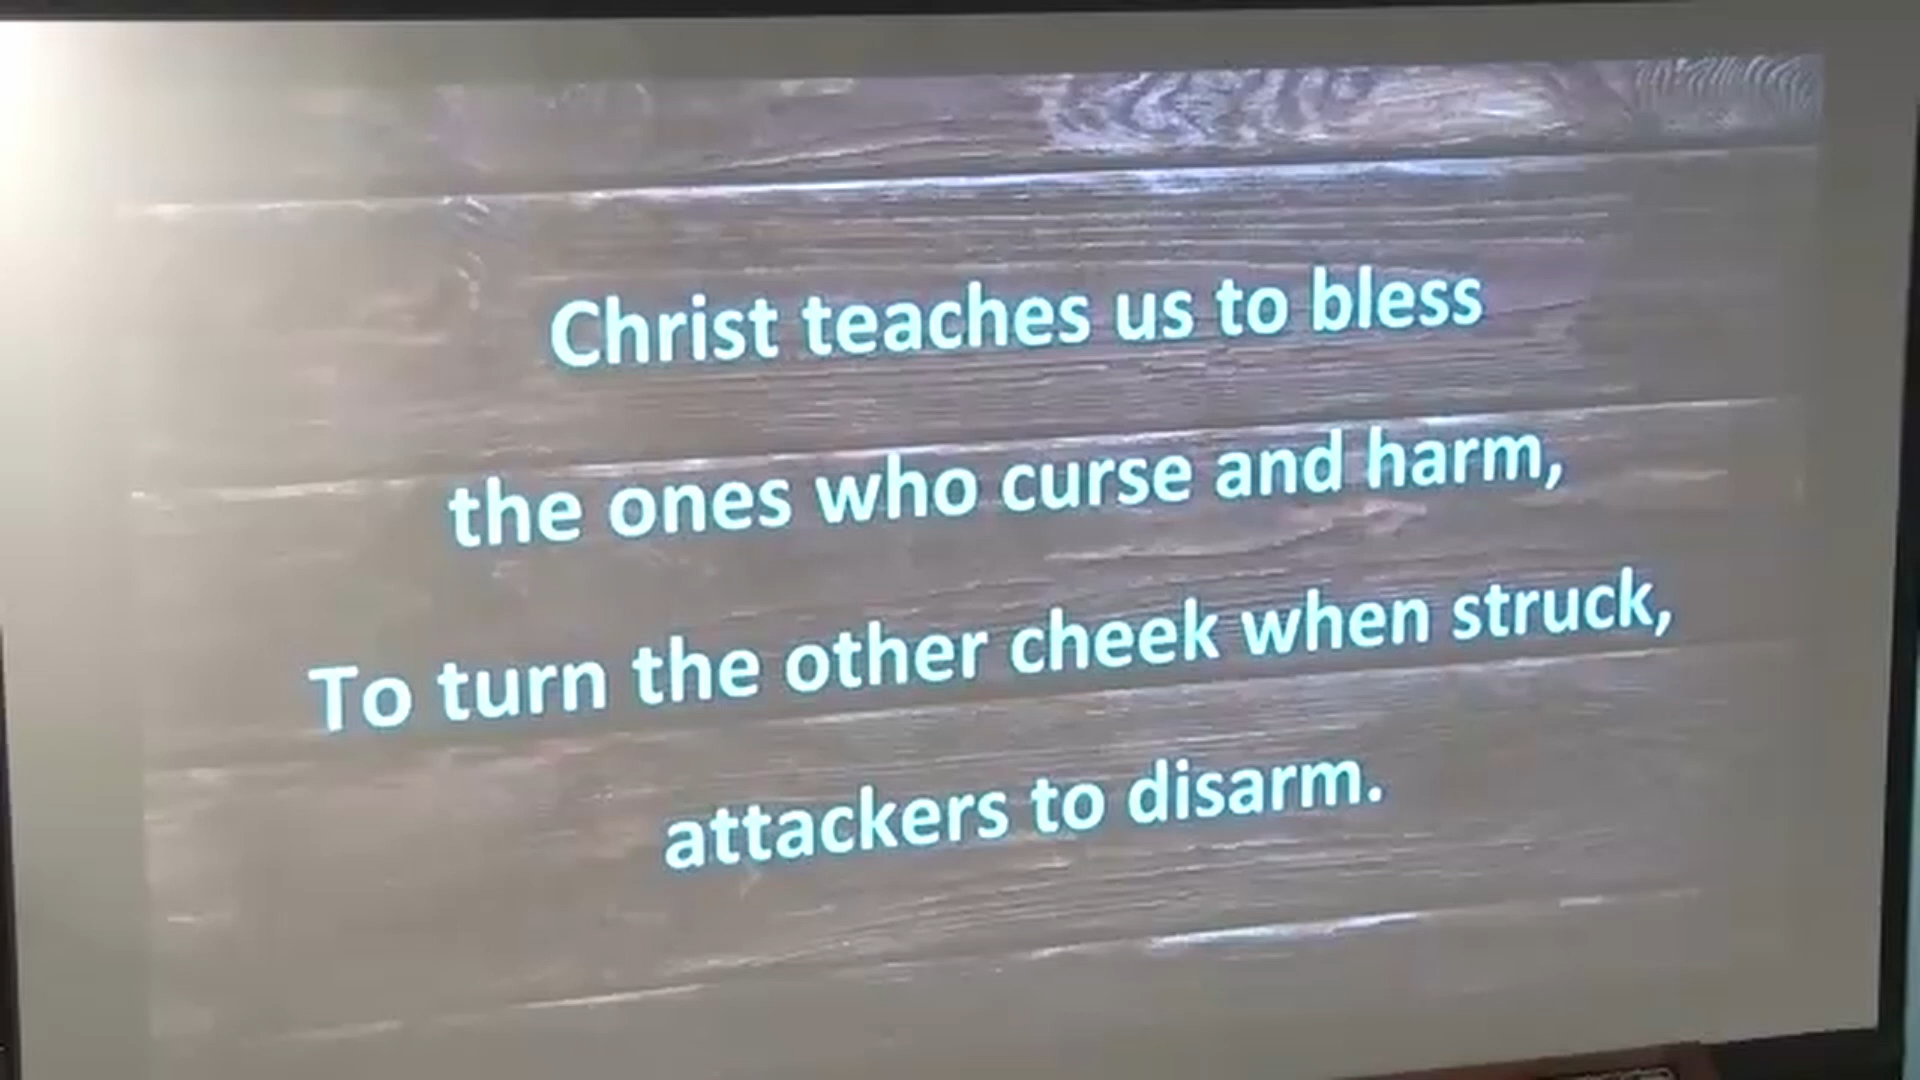 Christ teaches us to bless
the ones who curse and harm,
To turn the other cheek when struck,
attackers to disarm.